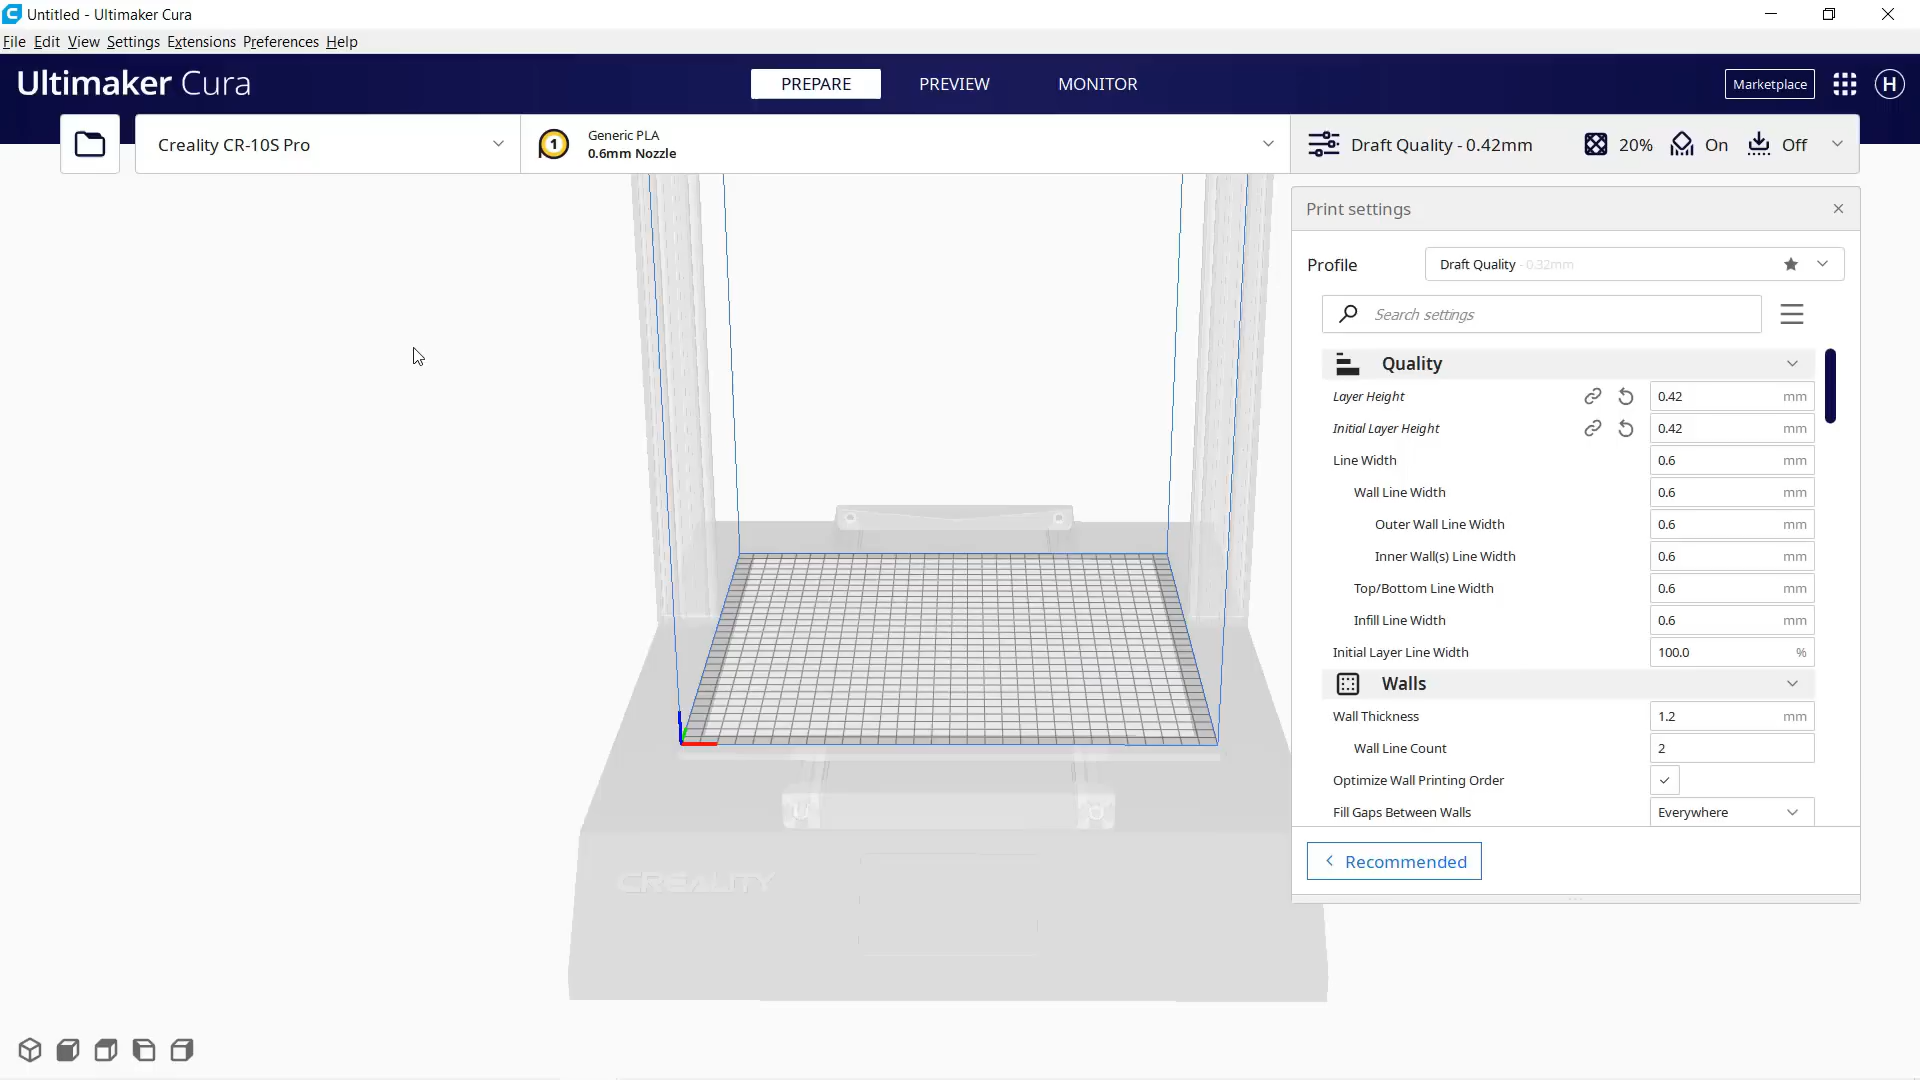 Untitled - Ultimaker Cura
File Edit View Settings Extensions Preferences Help
Ultimaker Cura
PREPARE
PREVIEW
MONITOR
Marketplace
H
Creality CR-10S Pro
1
Generic PLA
0.6mm Nozzle
Draft Quality - 0.42mm
20%
On
Off
Print settings
Profile
Draft Quality - 0.32mm
Search settings
Quality
Layer Height 0.42 mm
Initial Layer Height 0.42 mm
Line Width 0.6 mm
Wall Line Width 0.6 mm
Outer Wall Line Width 0.6 mm
Inner Wall(s) Line Width 0.6 mm
Top/Bottom Line Width 0.6 mm
Infill Line Width 0.6 mm
Initial Layer Line Width 100.0 %
Walls
Wall Thickness 1.2 mm
Wall Line Count 2
Optimize Wall Printing Order
Fill Gaps Between Walls Everywhere
Recommended
CREALITY